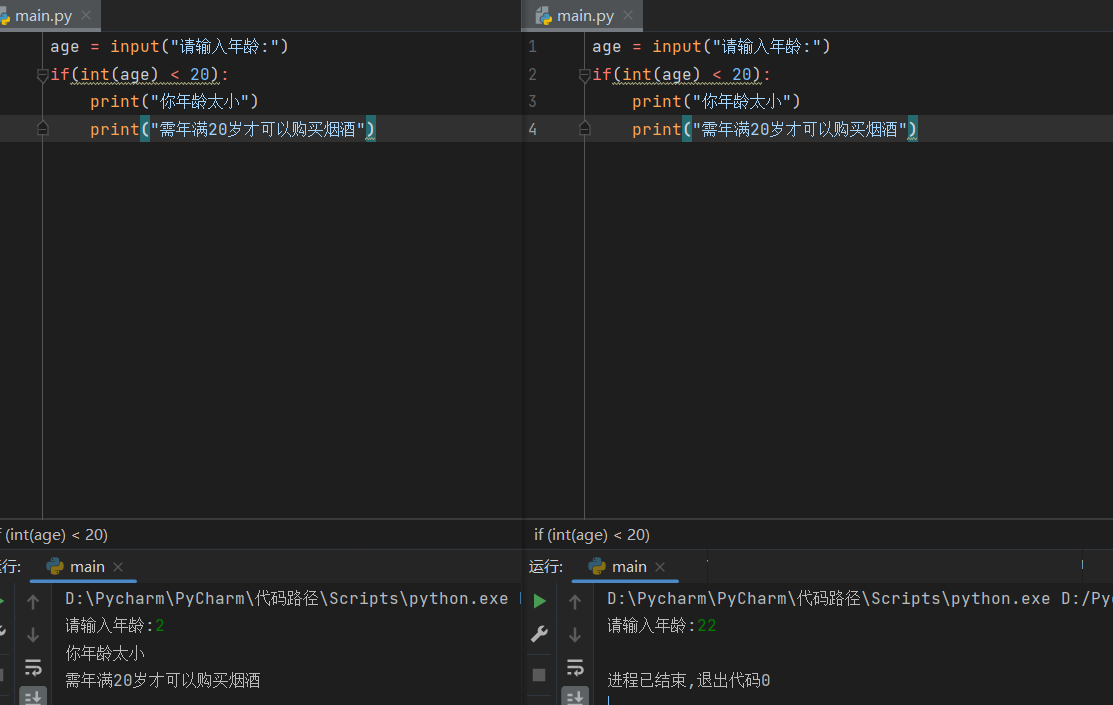 main.py
age = input("请输入年龄:")
if(int(age) < 20):
print("你年龄太小")
print("需年满20岁才可以购买烟酒")
(int(age) < 20)
行:
main
D:\Pycharm\PyCharm\代码路径\Scripts\python.exe
请输入年龄:2
你年龄太小
需年满20岁才可以购买烟酒
main.py
1 age = input("请输入年龄:")
2 if(int(age) < 20):
3 print("你年龄太小")
4 print("需年满20岁才可以购买烟酒")
if (int(age) < 20)
运行:
main
D:\Pycharm\PyCharm\代码路径\Scripts\python.exe D:/Py
请输入年龄:22
进程已结束,退出代码0